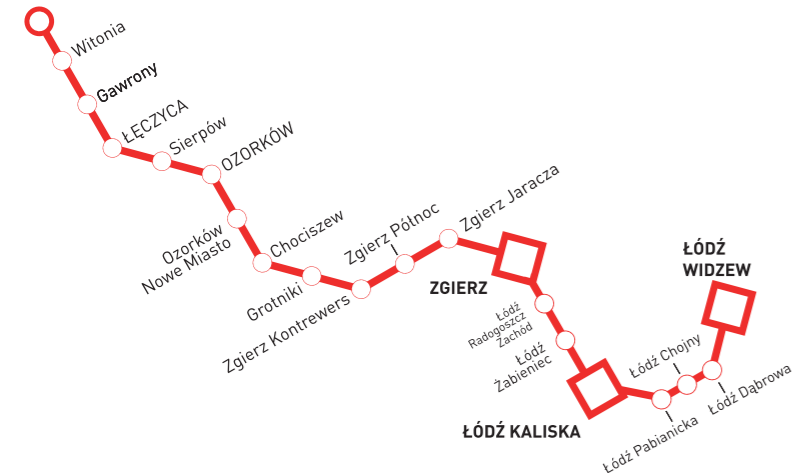 Witonia
Gawrony
ŁĘCZYCA
Sierpów
OZORKÓW
Ozorków
Nowe Miasto
Chociszew
Grotniki
Zgierz Kontrewers
Zgierz Północ
Zgierz Jaracza
ZGIERZ
Łódź
Radogoszcz
Zachód
Łódź
Żabieniec
ŁÓDŹ KALISKA
Łódź Pabianicka
Łódź Chojny
Łódź Dąbrowa
ŁÓDŹ
WIDZEW